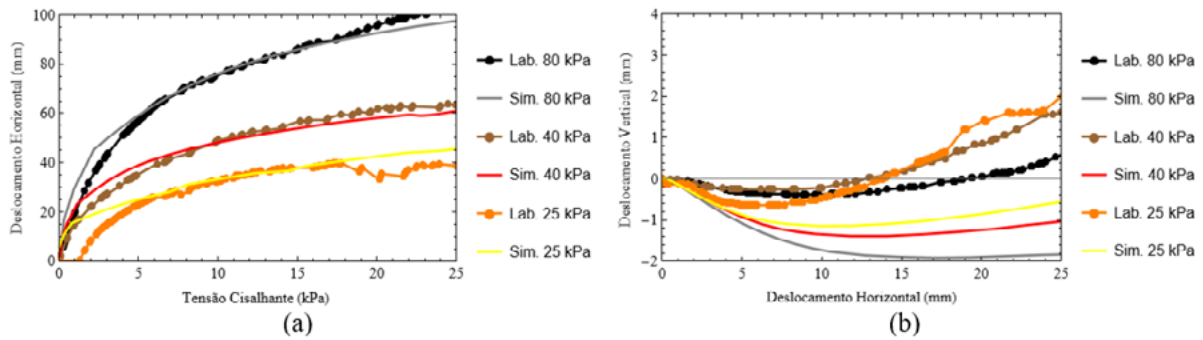 100
80
60
40
20
0
0 5 10 15 20 25
Deslocamento Horizontal (mm)
Tensão Cisalhante (kPa)
Lab. 80 kPa
Sim. 80 kPa
Lab. 40 kPa
Sim. 40 kPa
Lab. 25 kPa
Sim. 25 kPa
(a)
4
3
2
1
0
−1
−2
0 5 10 15 20 25
Deslocamento Vertical (mm)
Deslocamento Horizontal (mm)
Lab. 80 kPa
Sim. 80 kPa
Lab. 40 kPa
Sim. 40 kPa
Lab. 25 kPa
Sim. 25 kPa
(b)